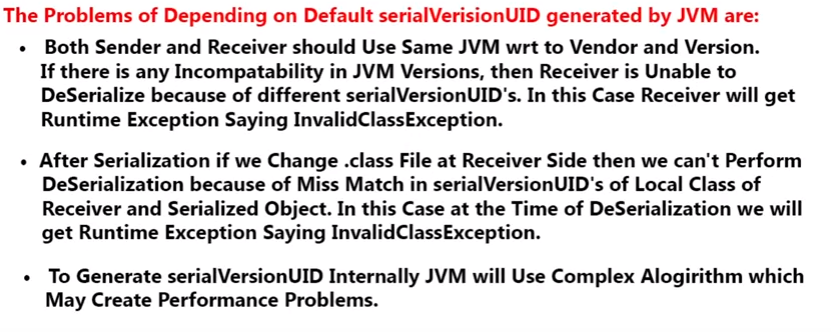 The Problems of Depending on Default serialVerisionUID generated by JVM are:
• Both Sender and Receiver should Use Same JVM wrt to Vendor and Version.
If there is any Incompatability in JVM Versions, then Receiver is Unable to
DeSerialize because of different serialVersionUID's. In this Case Receiver will get
Runtime Exception Saying InvalidClassException.
• After Serialization if we Change .class File at Receiver Side then we can't Perform
DeSerialization because of Miss Match in serialVersionUID's of Local Class of
Receiver and Serialized Object. In this Case at the Time of DeSerialization we will
get Runtime Exception Saying InvalidClassException.
• To Generate serialVersionUID Internally JVM will Use Complex Alogirithm which
May Create Performance Problems.